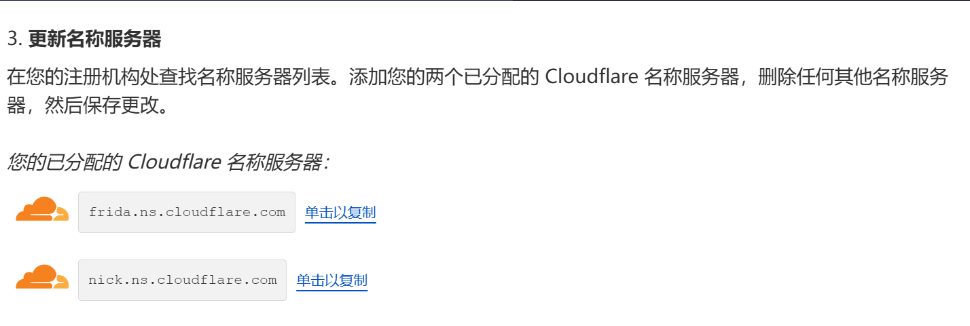 3. 更新名称服务器
在您的注册机构处查找名称服务器列表。添加您的两个已分配的 Cloudflare 名称服务器，删除任何其他名称服务
器，然后保存更改。
您的已分配的 Cloudflare 名称服务器：
frida.ns.cloudflare.com 单击以复制
nick.ns.cloudflare.com 单击以复制